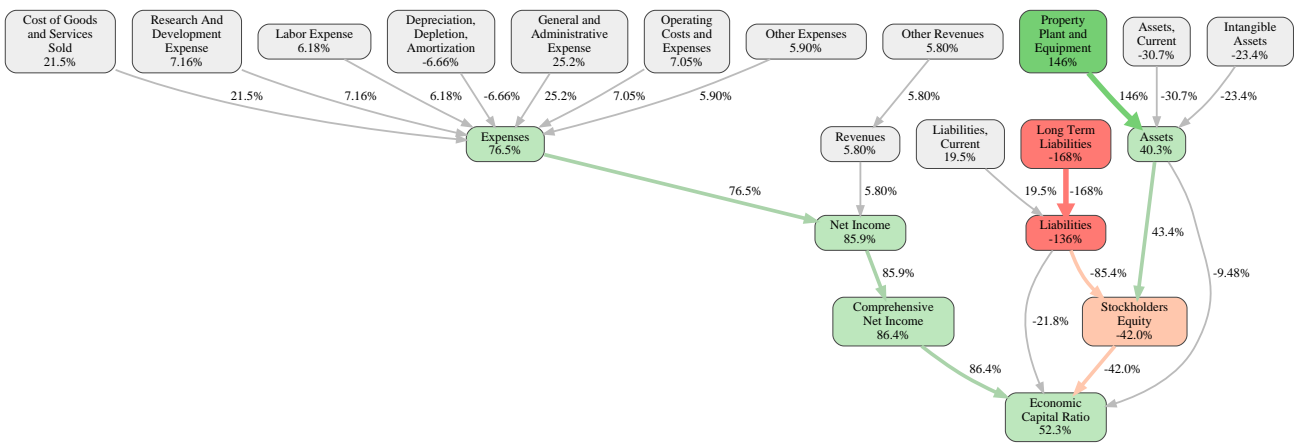 Cost of Goods
and Services
Sold
21.5%
Research And
Development
Expense
7.16%
Labor Expense
6.18%
Depreciation,
Depletion,
Amortization
-6.66%
General and
Administrative
Expense
25.2%
Operating
Costs and
Expenses
7.05%
Other Expenses
5.90%
Other Revenues
5.80%
Property
Plant and
Equipment
146%
Assets,
Current
-30.7%
Intangible
Assets
-23.4%
21.5%
7.16%
6.18%
-6.66%
25.2%
7.05%
5.90%
5.80%
146%
-30.7%
-23.4%
Expenses
76.5%
Revenues
5.80%
Liabilities,
Current
19.5%
Long Term
Liabilities
-168%
Assets
40.3%
76.5%
5.80%
19.5%
-168%
Net Income
85.9%
Liabilities
-136%
43.4%
85.9%
-85.4%
-9.48%
Comprehensive
Net Income
86.4%
-21.8%
Stockholders
Equity
-42.0%
86.4%
-42.0%
Economic
Capital Ratio
52.3%